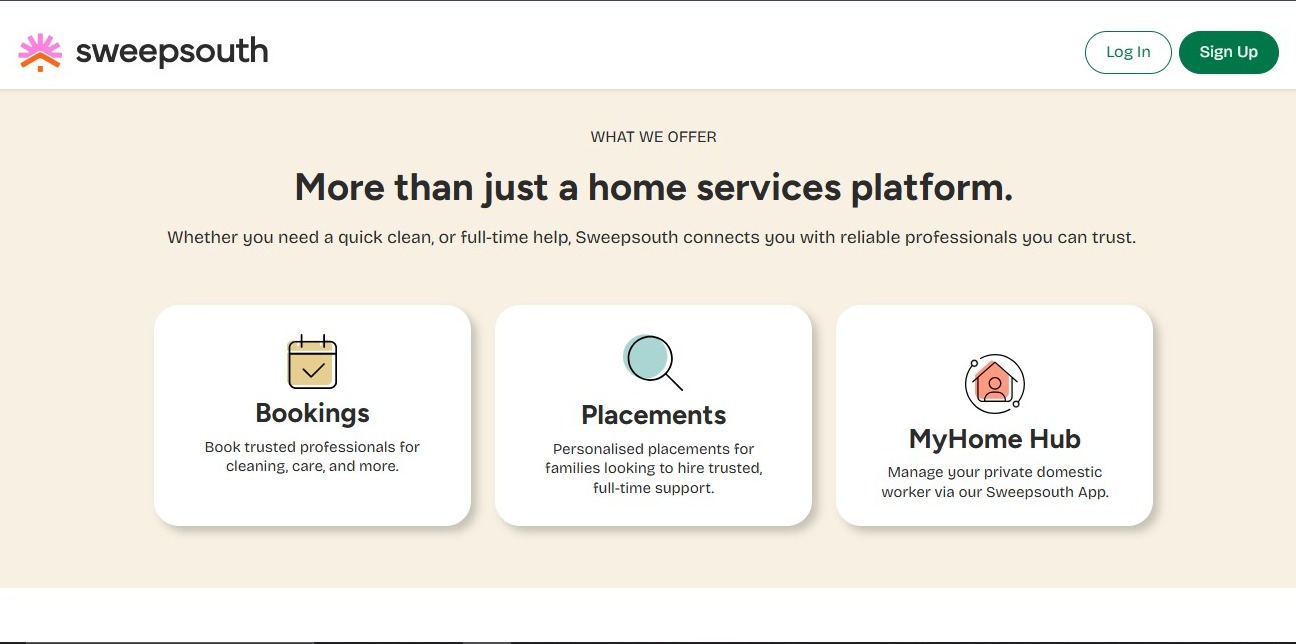 sweepsouth
Log In
Sign Up
WHAT WE OFFER
More than just a home services platform.
Whether you need a quick clean, or full-time help, Sweepsouth connects you with reliable professionals you can trust.
Bookings
Book trusted professionals for
cleaning, care, and more.
Placements
Personalised placements for
families looking to hire trusted,
full-time support.
MyHome Hub
Manage your private domestic
worker via our Sweepsouth App.